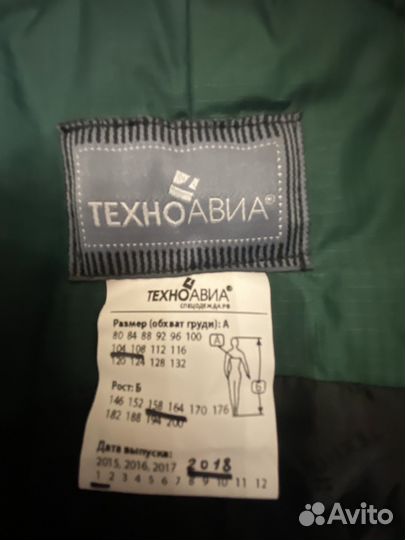 ТЕХНОАВИА®
ТЕХНОАВИА®
СПЕЦОДЕЖДА.РФ
Размер (обхват груди): А
80 84 88 92 96 100
104 108 112 116
120 124 128 132
А
Б
Рост: Б
146 152 158 164 170 176
182 188 194 200
Дата выпуска:
2015, 2016, 2017 2018
1 2 3 4 5 6 7 8 9 10 11 12
Avito